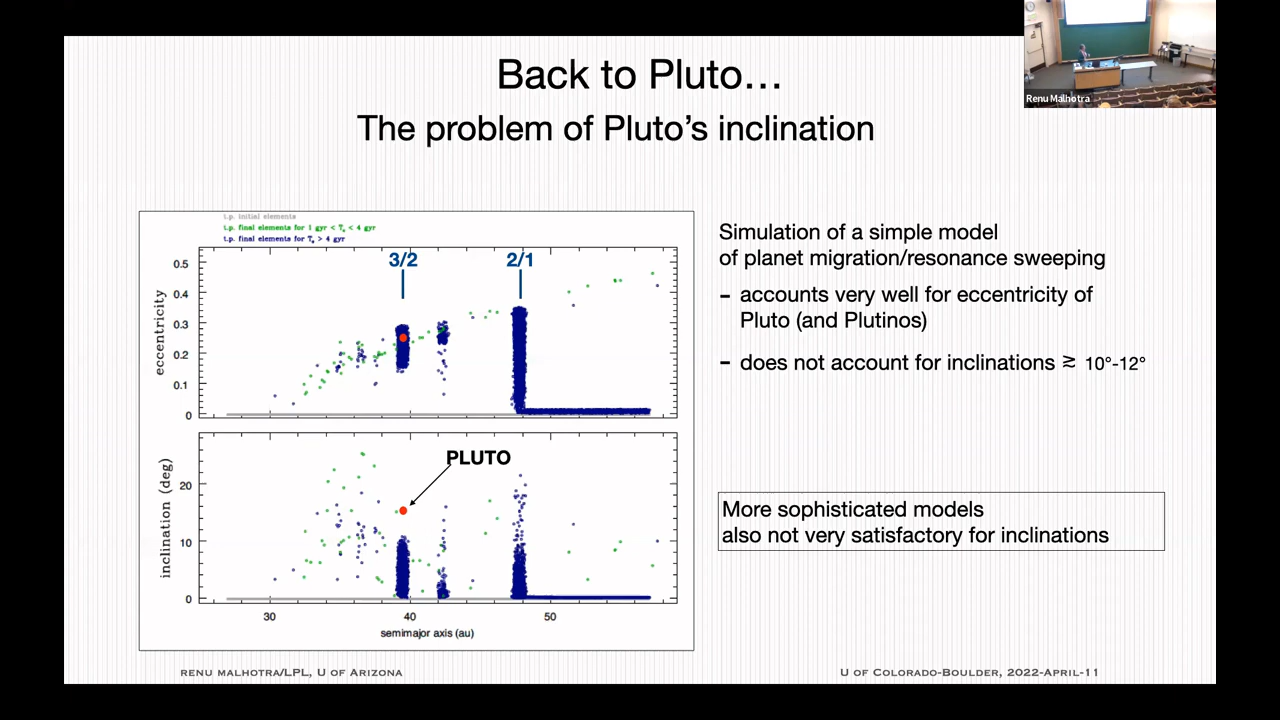 Back to Pluto...
The problem of Pluto's inclination
Renu Malhotra
t.p. initial elements
t.p. final elements for 1 gyr < Te < 4 gyr
t.p. final elements for Te > 4 gyr
3/2
2/1
0.5
0.4
0.3
0.2
0.1
0
eccentricity
PLUTO
20
10
0
inclination (deg)
30
40
50
semimajor axis (au)
Simulation of a simple model
of planet migration/resonance sweeping
– accounts very well for eccentricity of
Pluto (and Plutinos)
– does not account for inclinations ≳ 10°-12°
More sophisticated models
also not very satisfactory for inclinations
RENU MALHOTRA/LPL, U OF ARIZONA
U OF COLORADO-BOULDER, 2022-APRIL-11